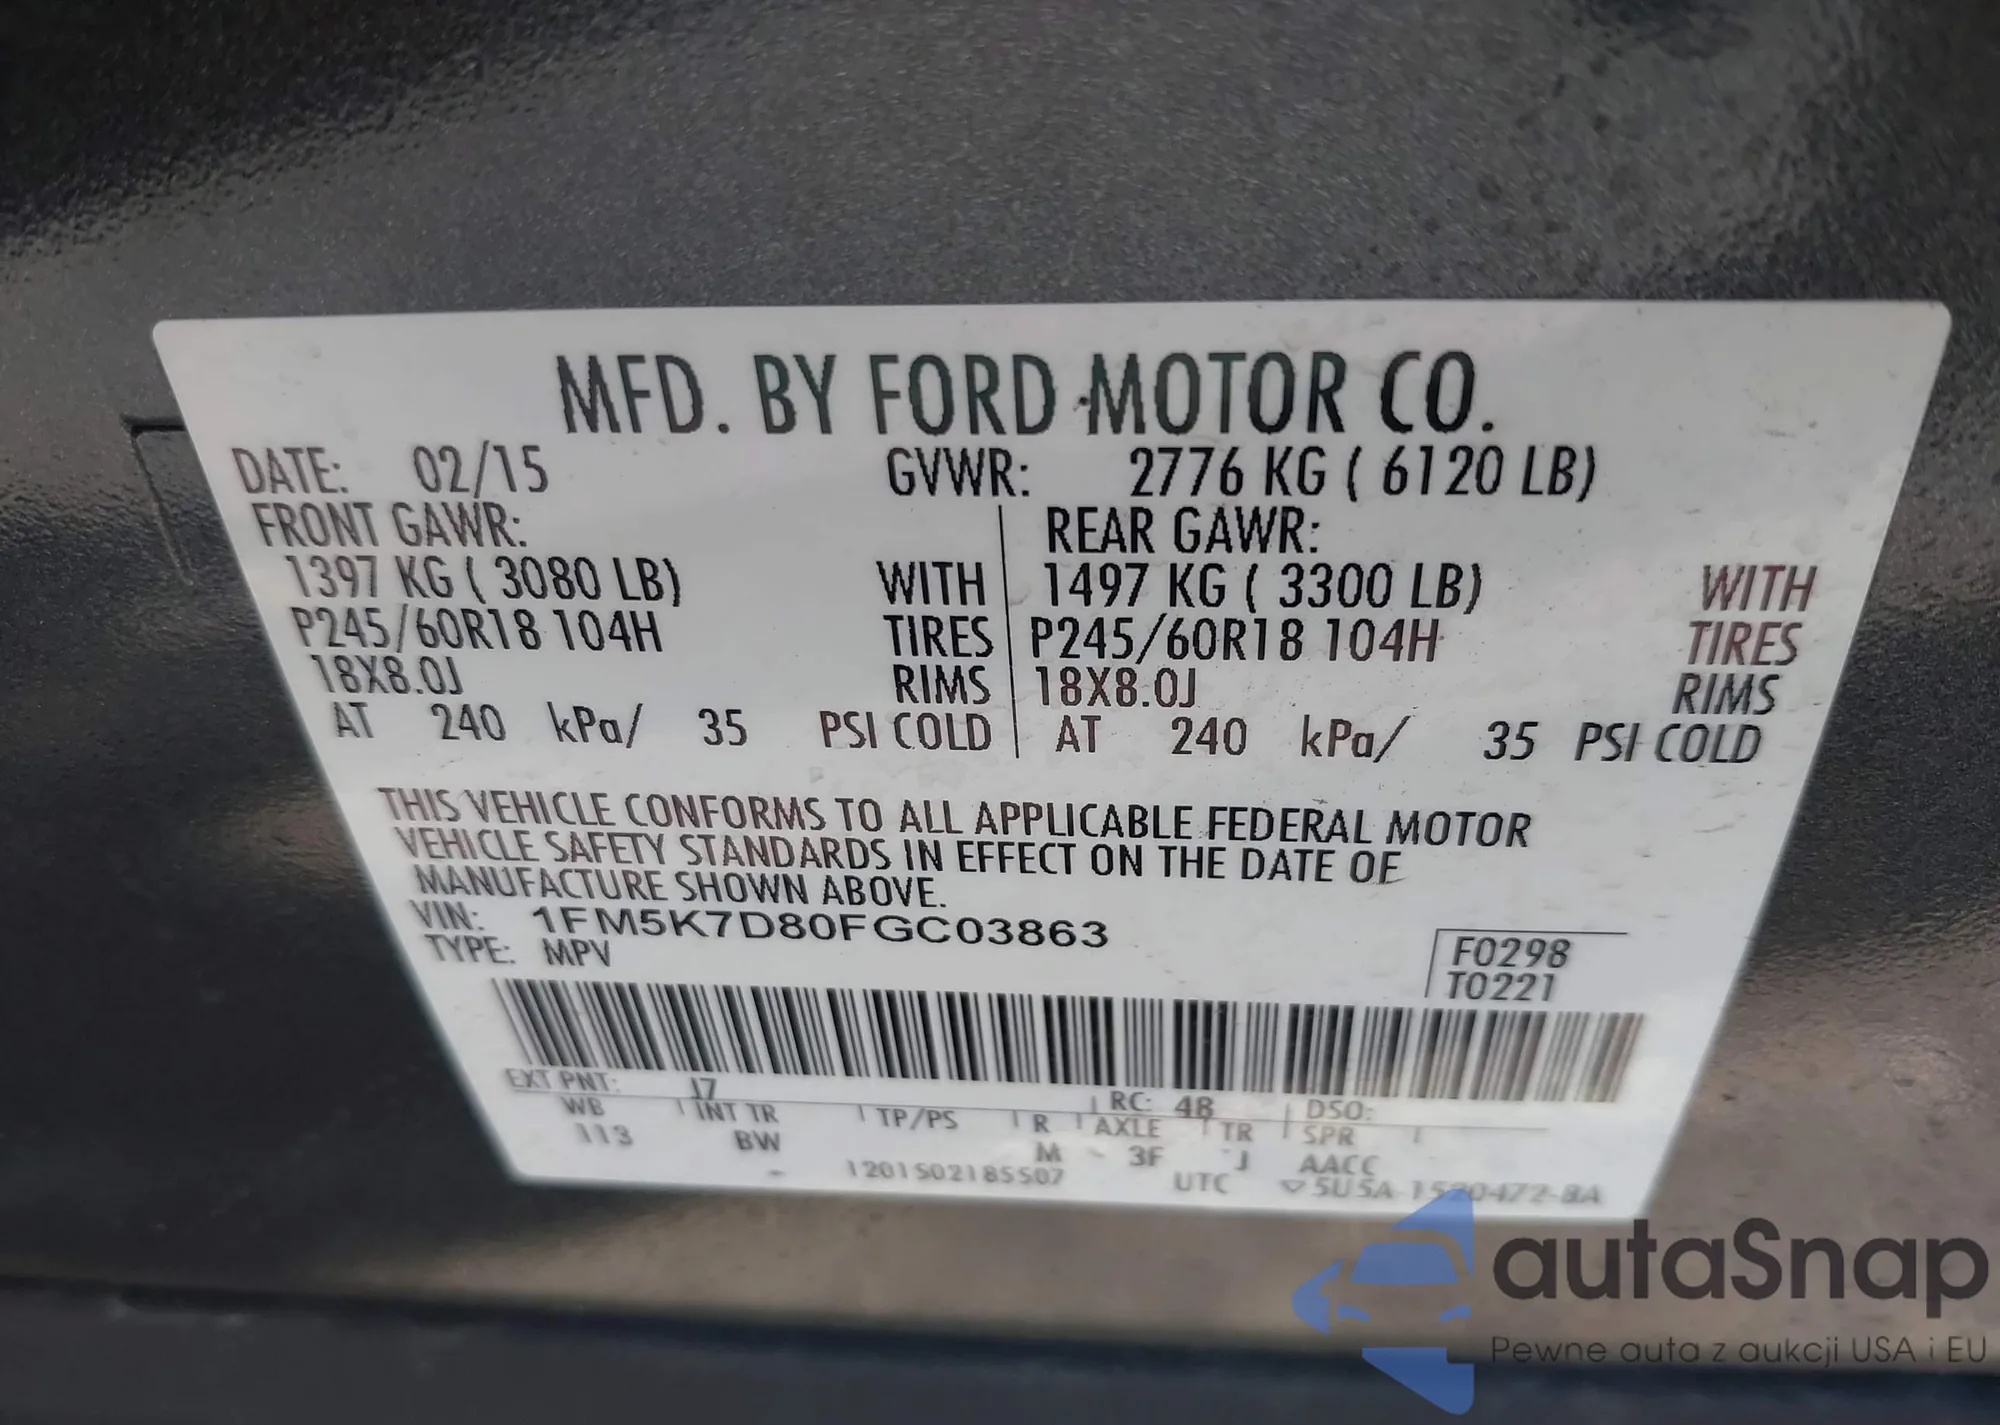 MFD. BY FORD MOTOR CO.
DATE: 02/15 GVWR: 2776 KG ( 6120 LB)
FRONT GAWR: REAR GAWR:
1397 KG ( 3080 LB) WITH 1497 KG ( 3300 LB) WITH
P245/60R18 104H TIRES P245/60R18 104H TIRES
18X8.0J RIMS 18X8.0J RIMS
AT 240 kPa/ 35 PSI COLD AT 240 kPa/ 35 PSI COLD
THIS VEHICLE CONFORMS TO ALL APPLICABLE FEDERAL MOTOR
VEHICLE SAFETY STANDARDS IN EFFECT ON THE DATE OF
MANUFACTURE SHOWN ABOVE.
VIN: 1FM5K7D80FGC03863
TYPE: MPV
F0298
T0221
EXT PNT: J7 RC: 48 DSO:
WB INT TR TP/PS R AXLE TR SPR
113 BW M 3F J AACC
1201502185507 UTC 5U5A
autaSnap
Pewne auta z aukcji USA i EU